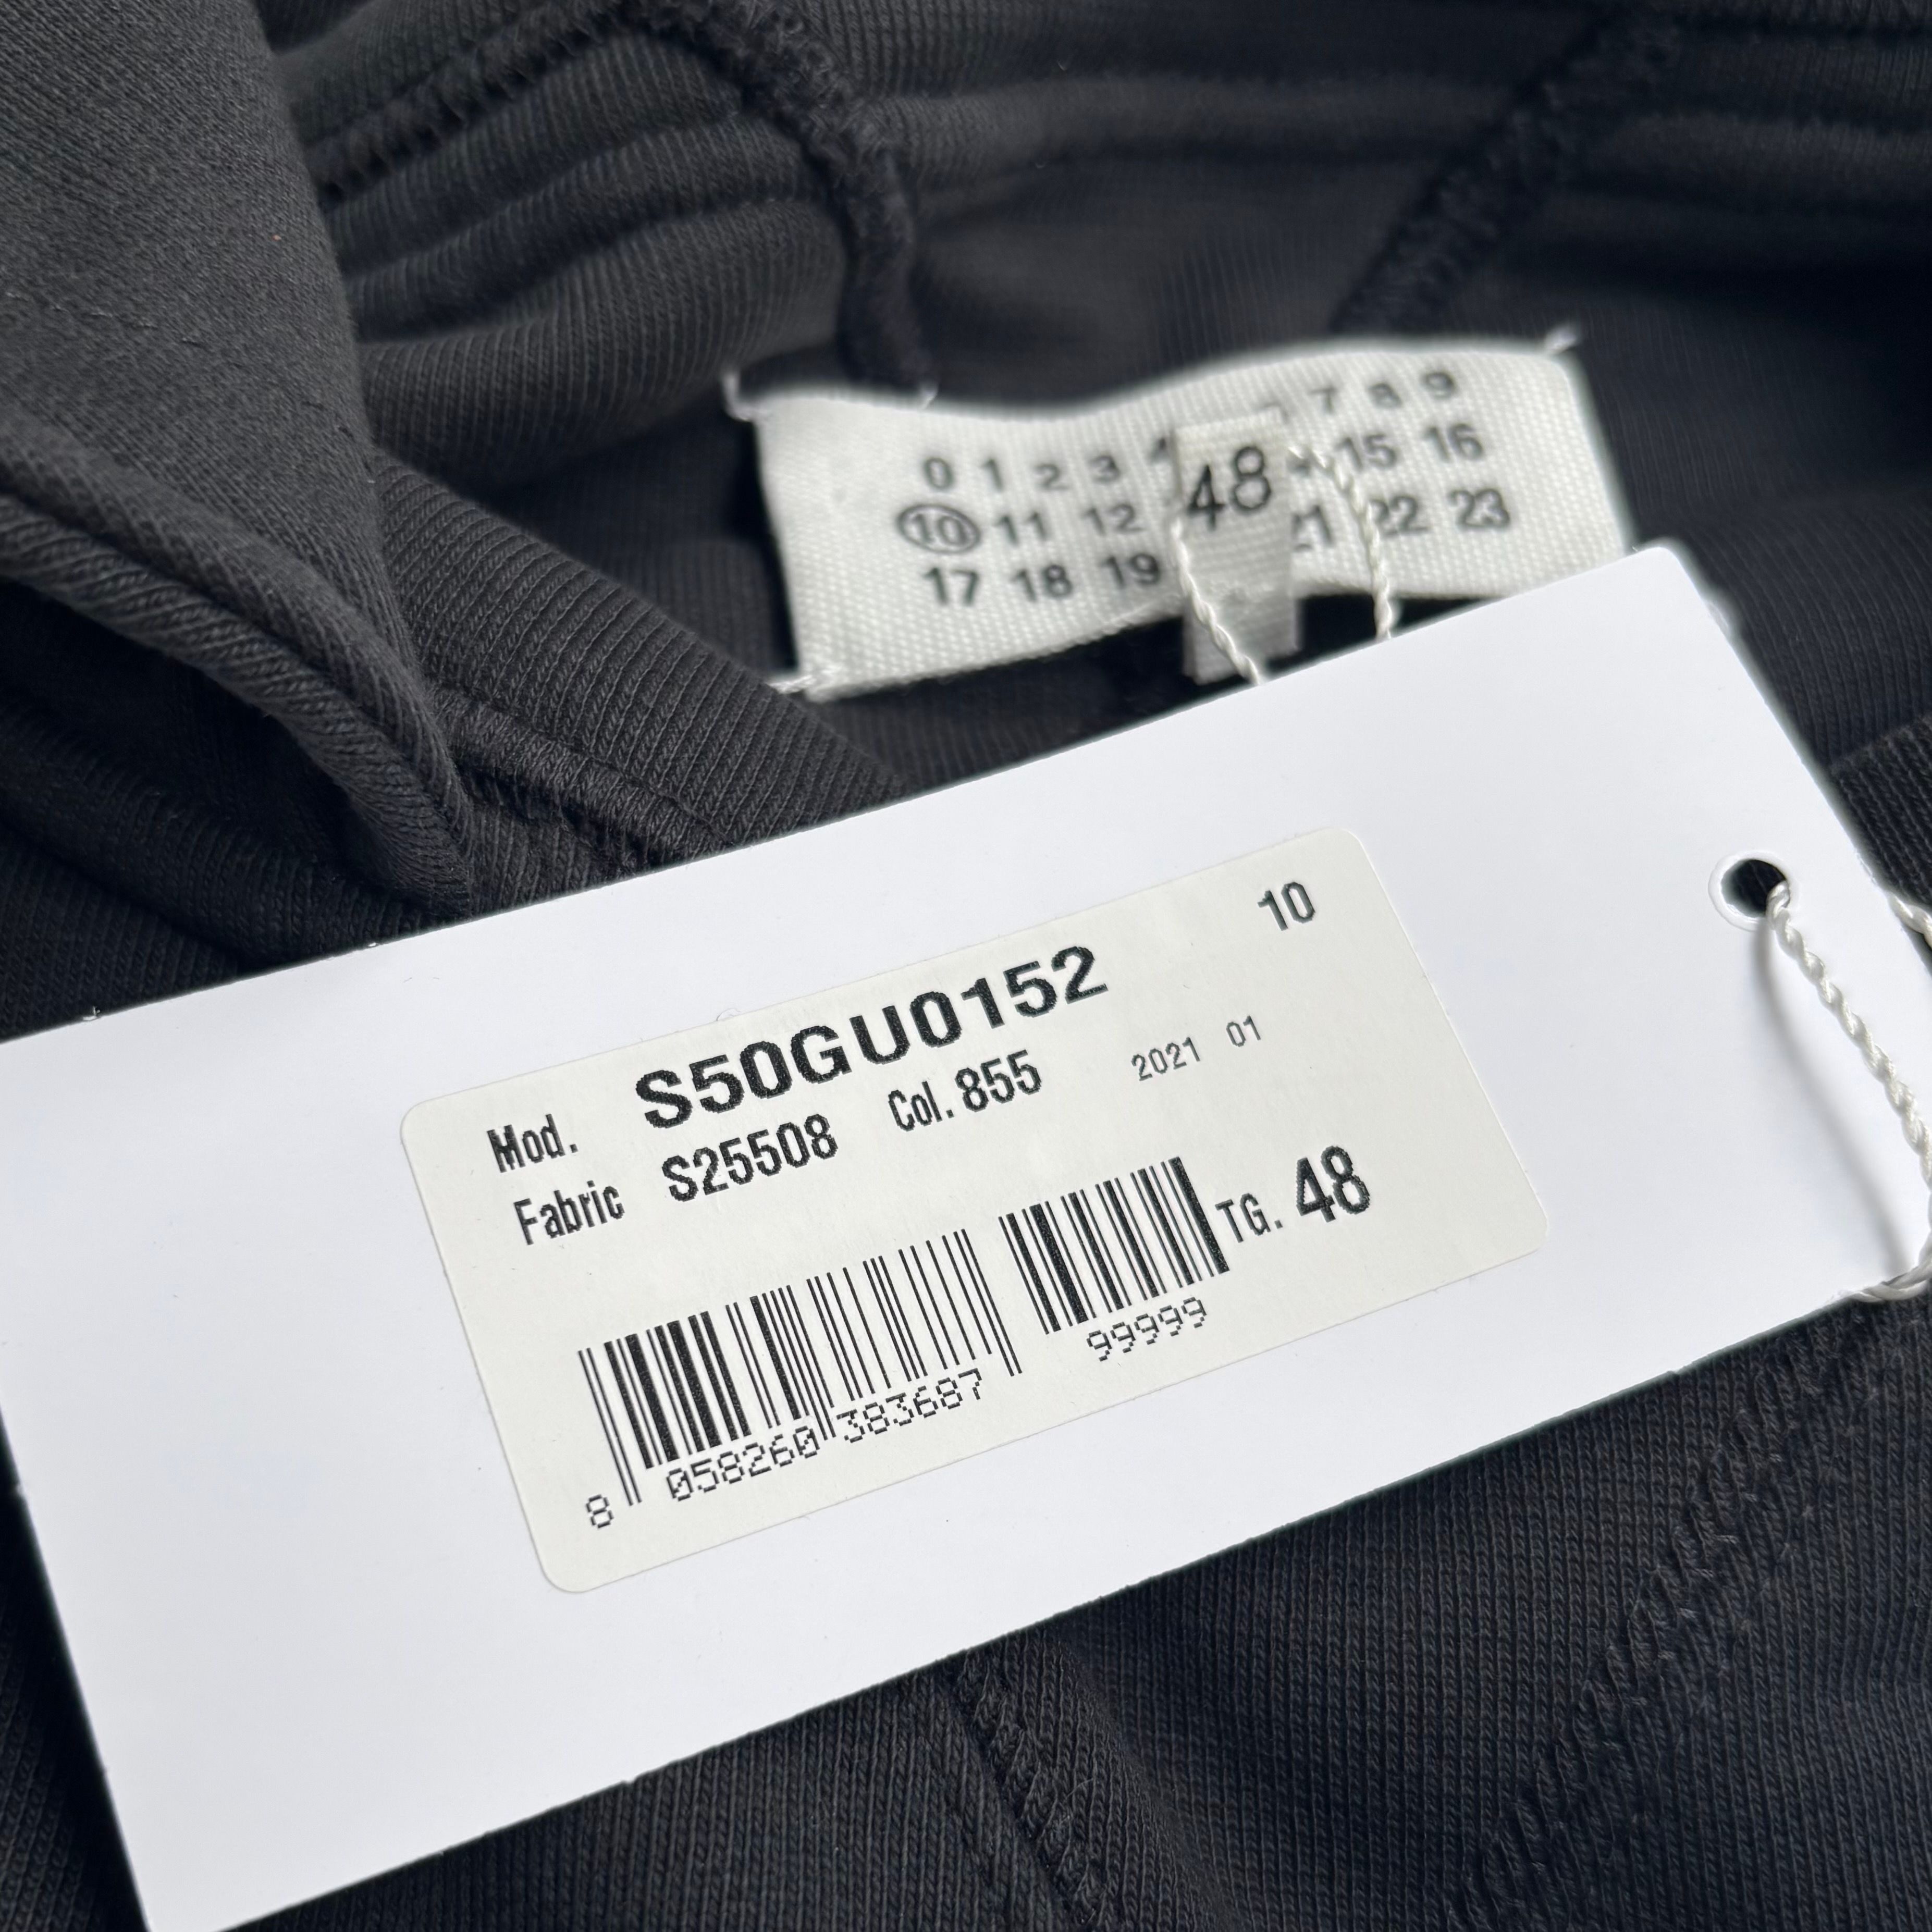 7 8 9
0 1 2 3 48 15 16
10 11 12 21 22 23
17 18 19
10
Mod. S50GU0152
Fabric S25508 Col. 855 2021 01
TG. 48
8 058260 383687 99999